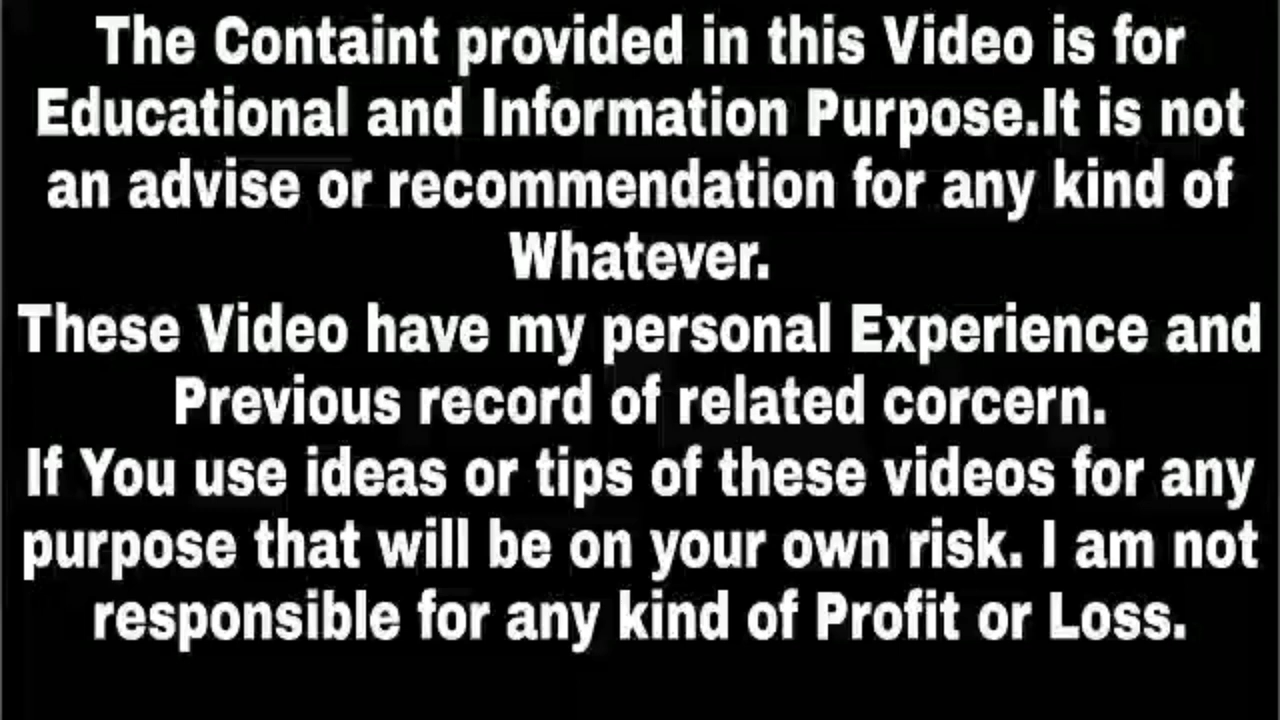 The Containt provided in this Video is for
Educational and Information Purpose.It is not
an advise or recommendation for any kind of
Whatever.
These Video have my personal Experience and
Previous record of related corcern.
If You use ideas or tips of these videos for any
purpose that will be on your own risk. I am not
responsible for any kind of Profit or Loss.